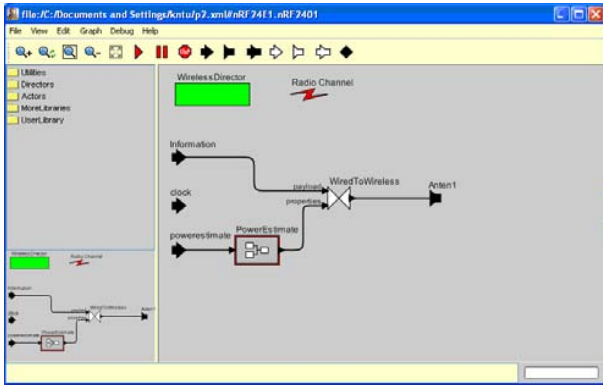 file:/C:/Documents and Settings/kntu/p2.xml#nRF24E1.nRF2401
File View Edit Graph Debug Help
Utilities
Directors
Actors
MoreLibraries
UserLibrary
WirelessDirector
Radio Channel
Information
payload
WiredToWireless
Anten1
clock
properties
powerestimate
PowerEstimate